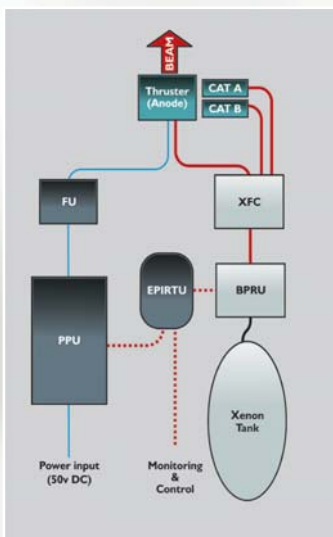 BEAM
Thruster
(Anode)
CAT A
CAT B
FU
XFC
EPIRTU
BPRU
PPU
Xenon
Tank
Power input
(50v DC)
Monitoring
&
Control